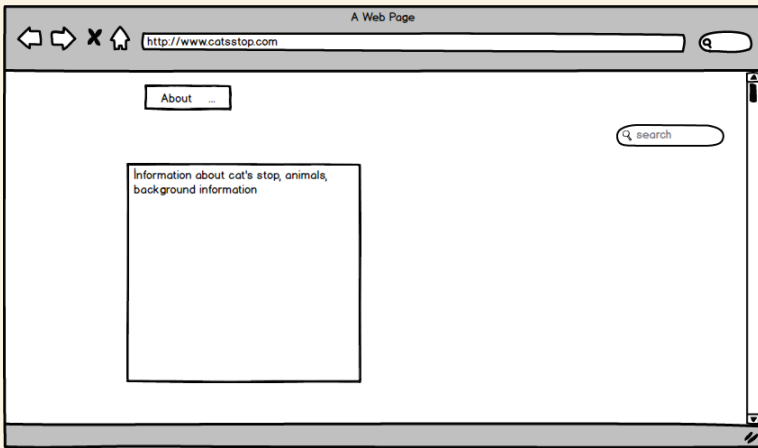 A Web Page
http://www.catsstop.com
About ...
search
Information about cat's stop, animals,
background information